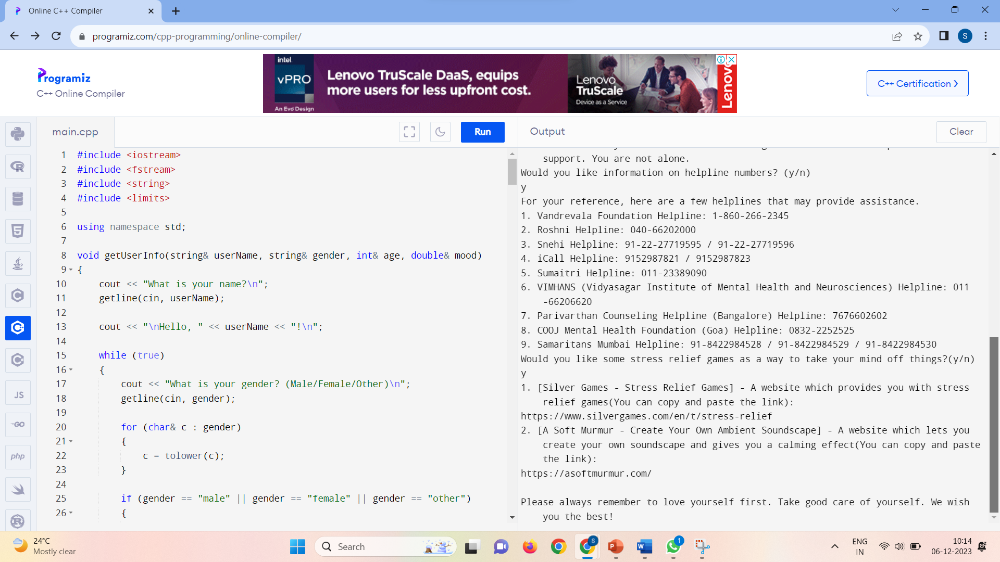 Online C++ Compiler
programiz.com/cpp-programming/online-compiler/
S
Programiz
C++ Online Compiler
intel.
vPRO
An Evo Design
Lenovo TruScale DaaS, equips
more users for less upfront cost.
Lenovo
TruScale
Device as a Service
Lenovo
C++ Certification
main.cpp
Run
Output
Clear
1 #include <iostream>
2 #include <fstream>
3 #include <string>
4 #include <limits>
5
6 using namespace std;
7
8 void getUserInfo(string& userName, string& gender, int& age, double& mood)
9 {
10 cout << "What is your name?\n";
11 getline(cin, userName);
12
13 cout << "\nHello, " << userName << "!\n";
14
15 while (true)
16 {
17 cout << "What is your gender? (Male/Female/Other)\n";
18 getline(cin, gender);
19
20 for (char& c : gender)
21 {
22 c = tolower(c);
23 }
24
25 if (gender == "male" || gender == "female" || gender == "other")
26 {
support. You are not alone.
Would you like information on helpline numbers? (y/n)
y
For your reference, here are a few helplines that may provide assistance.
1. Vandrevala Foundation Helpline: 1-860-266-2345
2. Roshni Helpline: 040-66202000
3. Snehi Helpline: 91-22-27719595 / 91-22-27719596
4. iCall Helpline: 9152987821 / 9152987823
5. Sumaitri Helpline: 011-23389090
6. VIMHANS (Vidyasagar Institute of Mental Health and Neurosciences) Helpline: 011
-66206620
7. Parivarthan Counseling Helpline (Bangalore) Helpline: 7676602602
8. COOJ Mental Health Foundation (Goa) Helpline: 0832-2252525
9. Samaritans Mumbai Helpline: 91-8422984528 / 91-8422984529 / 91-8422984530
Would you like some stress relief games as a way to take your mind off things?(y/n)
y
1. [Silver Games - Stress Relief Games] - A website which provides you with stress
relief games(You can copy and paste the link):
https://www.silvergames.com/en/t/stress-relief
2. [A Soft Murmur - Create Your Own Ambient Soundscape] - A website which lets you
create your own soundscape and gives you a calming effect(You can copy and paste
the link):
https://asoftmurmur.com/
Please always remember to love yourself first. Take good care of yourself. We wish
you the best!
JS
GO
php
24°C
Mostly clear
Search
S
P
W
1
ENG
IN
10:14
06-12-2023